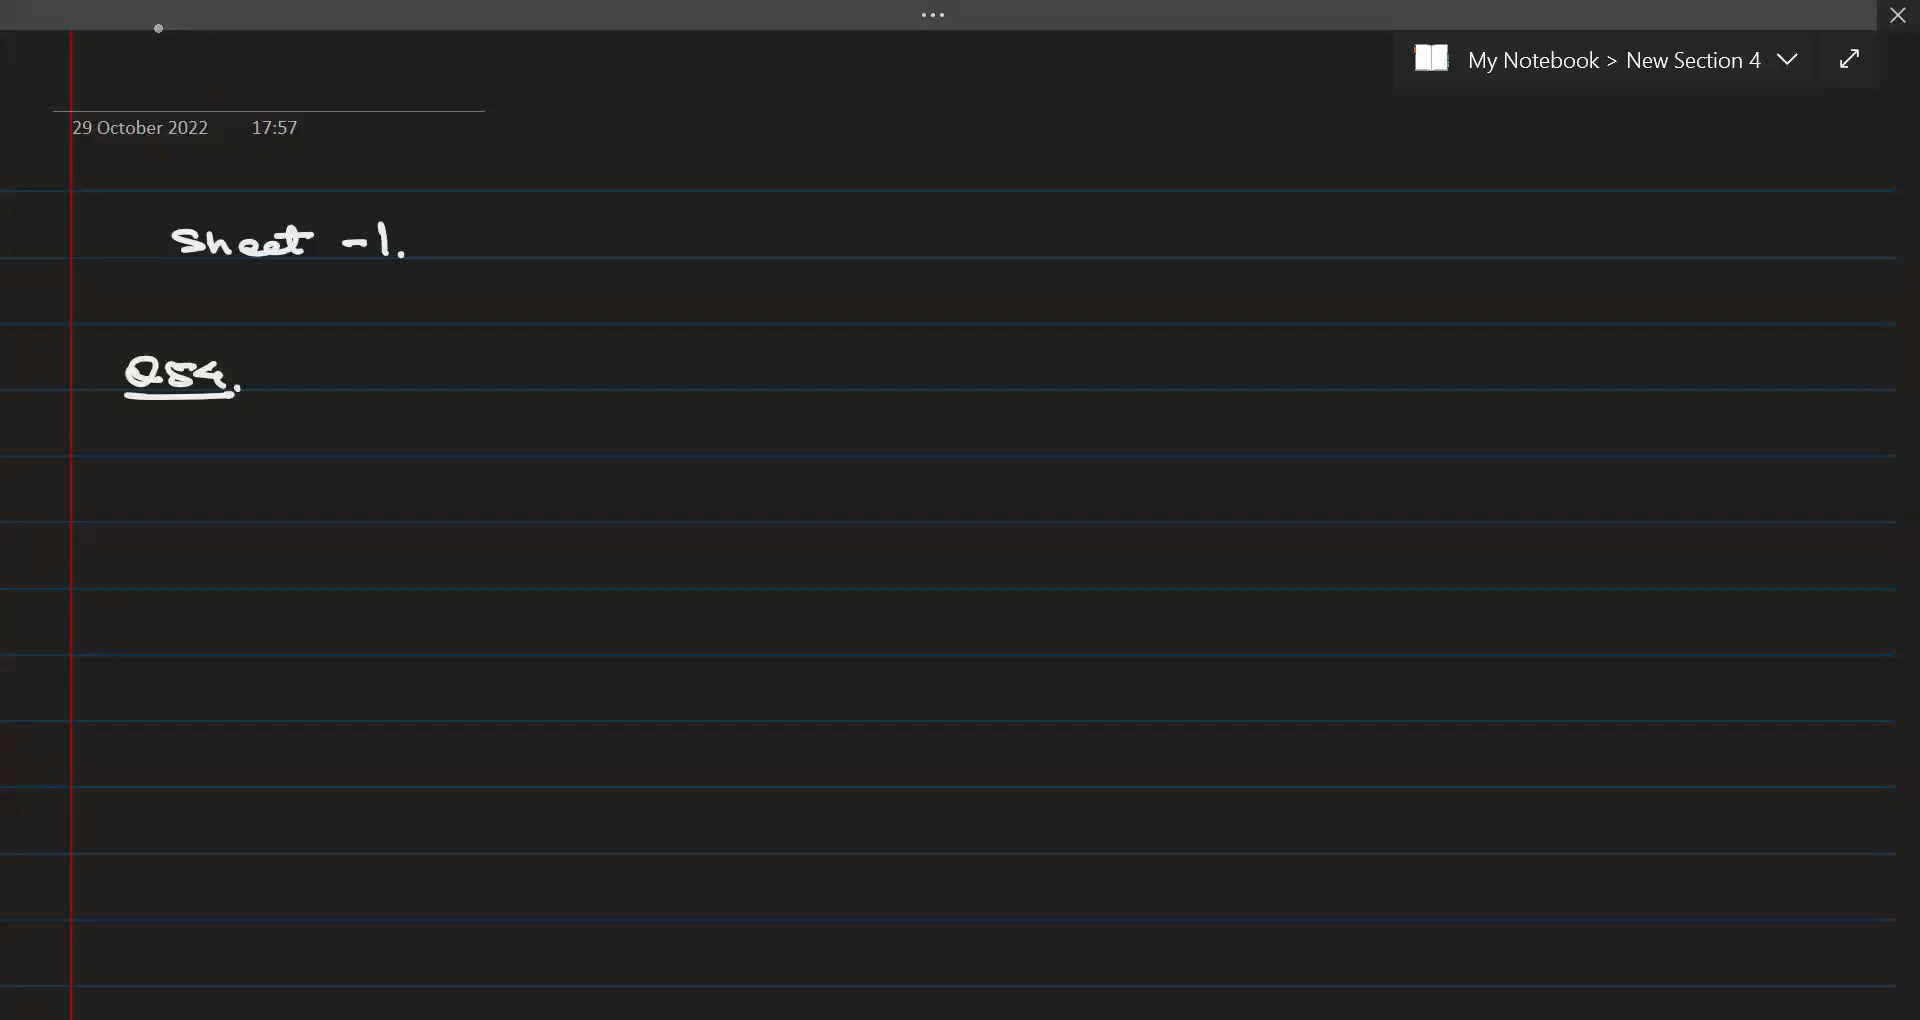 My Notebook > New Section 4
29 October 2022 17:57
Sheet -1.
Q54.